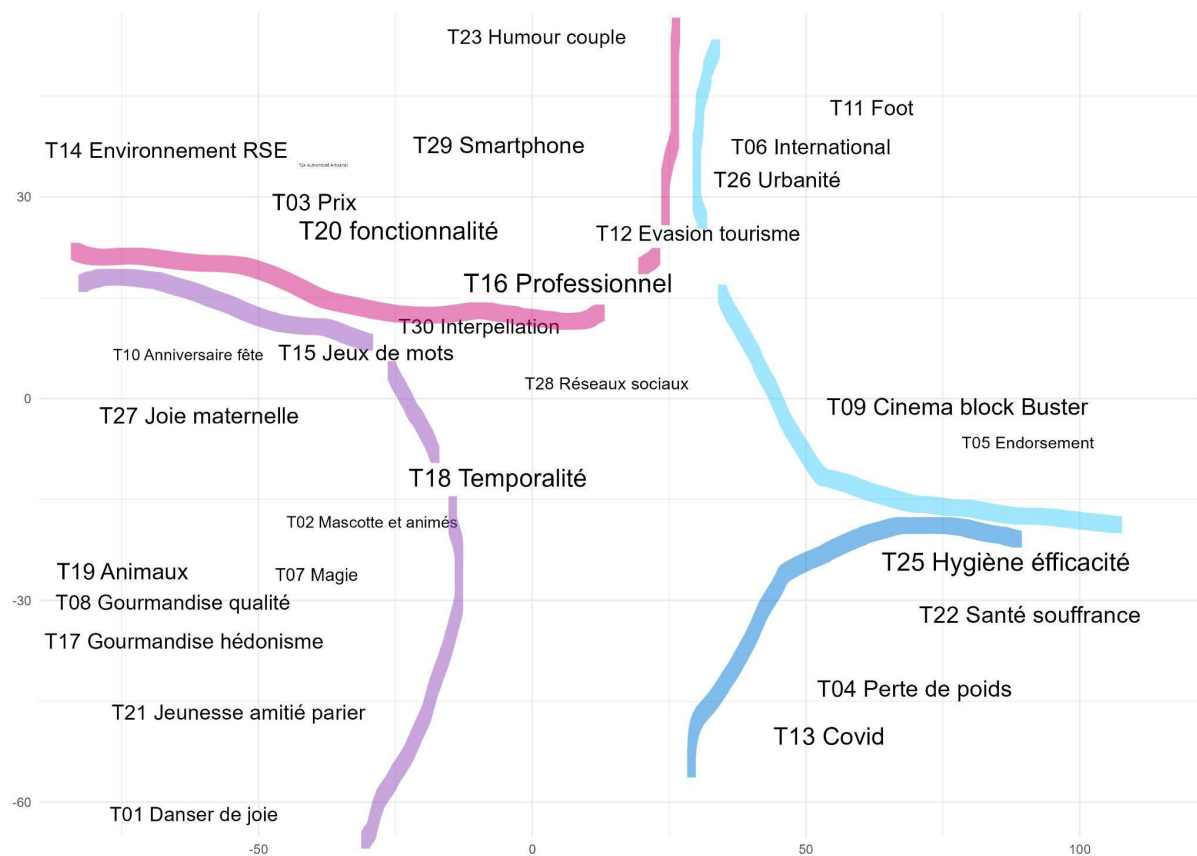 T23 Humour couple
T11 Foot
T14 Environnement RSE
T29 Smartphone
T06 International
T24 Authenticité Artisanat
T26 Urbanité
30
T03 Prix
T20 fonctionnalité
T12 Evasion tourisme
T16 Professionnel
T30 Interpellation
T10 Anniversaire fête
T15 Jeux de mots
T28 Réseaux sociaux
0
T27 Joie maternelle
T09 Cinema block Buster
T05 Endorsement
T18 Temporalité
T02 Mascotte et animés
T25 Hygiène éfficacité
T19 Animaux
T07 Magie
-30
T08 Gourmandise qualité
T22 Santé souffrance
T17 Gourmandise hédonisme
T04 Perte de poids
T21 Jeunesse amitié parier
T13 Covid
-60
T01 Danser de joie
-50
0
50
100